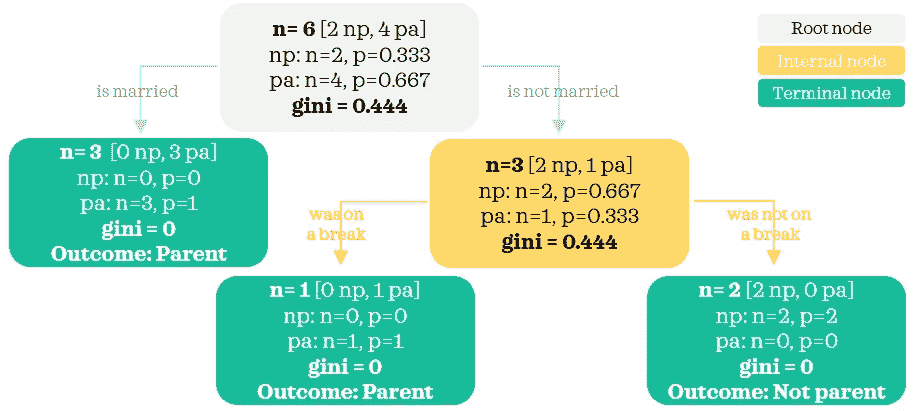 n= 6 [2 np, 4 pa]
np: n=2, p=0.333
pa: n=4, p=0.667
gini = 0.444
Root node
Internal node
Terminal node
is married
is not married
n= 3 [0 np, 3 pa]
np: n=0, p=0
pa: n=3, p=1
gini = 0
Outcome: Parent
n=3 [2 np, 1 pa]
np: n=2, p=0.667
pa: n=1, p=0.333
gini = 0.444
was on
a break
was not on
a break
n= 1 [0 np, 1 pa]
np: n=0, p=0
pa: n=1, p=1
gini = 0
Outcome: Parent
n= 2 [2 np, 0 pa]
np: n=2, p=2
pa: n=0, p=0
gini = 0
Outcome: Not parent